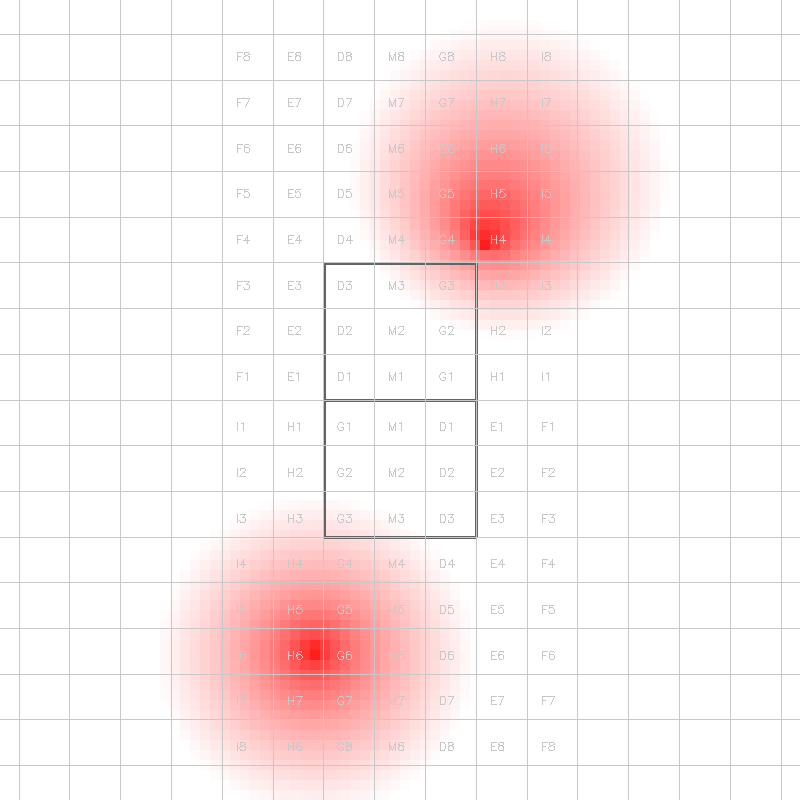 F8 E8 D8 M8 G8 H8 I8
F7 E7 D7 M7 G7 H7 I7
F6 E6 D6 M6 G6 H6 I6
F5 E5 D5 M5 G5 H5 I5
F4 E4 D4 M4 G4 H4 I4
F3 E3 D3 M3 G3 H3 I3
F2 E2 D2 M2 G2 H2 I2
F1 E1 D1 M1 G1 H1 I1
I1 H1 G1 M1 D1 E1 F1
I2 H2 G2 M2 D2 E2 F2
I3 H3 G3 M3 D3 E3 F3
I4 H4 G4 M4 D4 E4 F4
H5 G5 M5 D5 E5 F5
H6 G6 M6 D6 E6 F6
I7 H7 G7 M7 D7 E7 F7
I8 H8 G8 M8 D8 E8 F8